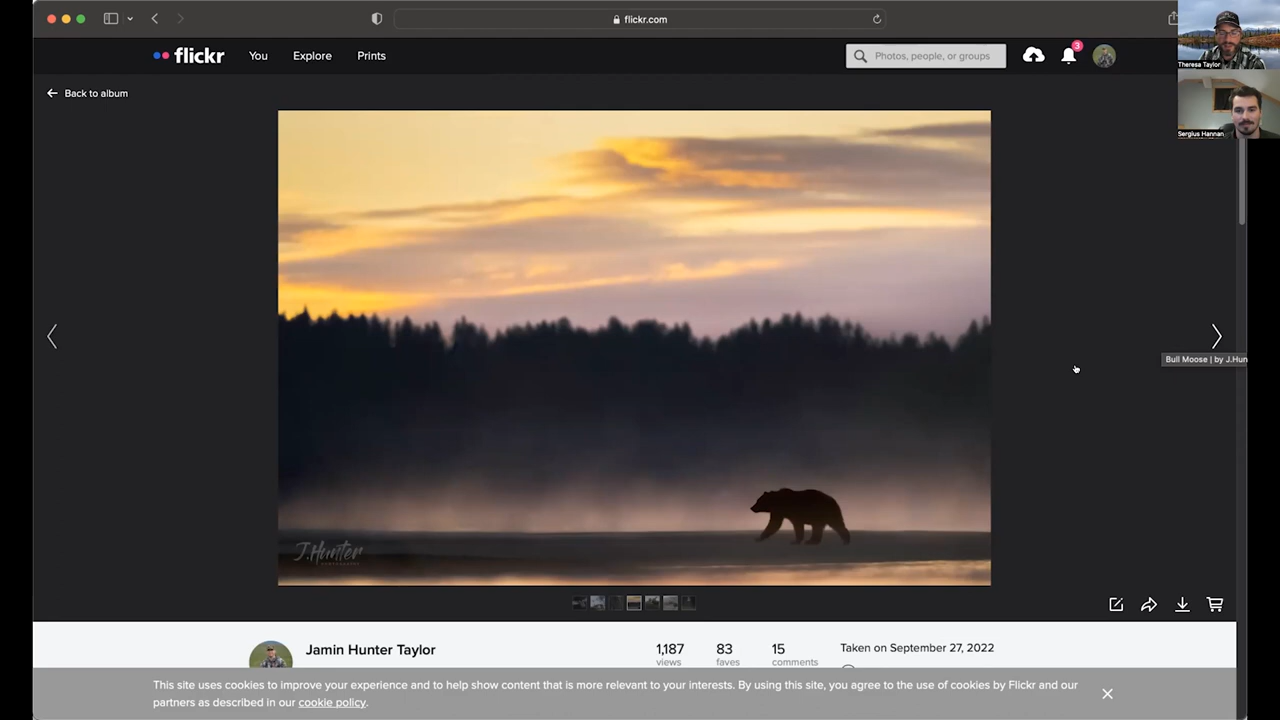 flickr.com
flickr
You
Explore
Prints
Photos, people, or groups
3
Theresa Taylor
Sergius Hannan
Back to album
Bull Moose | by J.Hun
J.Hunter
Jamin Hunter Taylor
1,187
views
83
faves
15
comments
Taken on September 27, 2022
This site uses cookies to improve your experience and to help show content that is more relevant to your interests. By using this site, you agree to the use of cookies by Flickr and our
partners as described in our cookie policy.